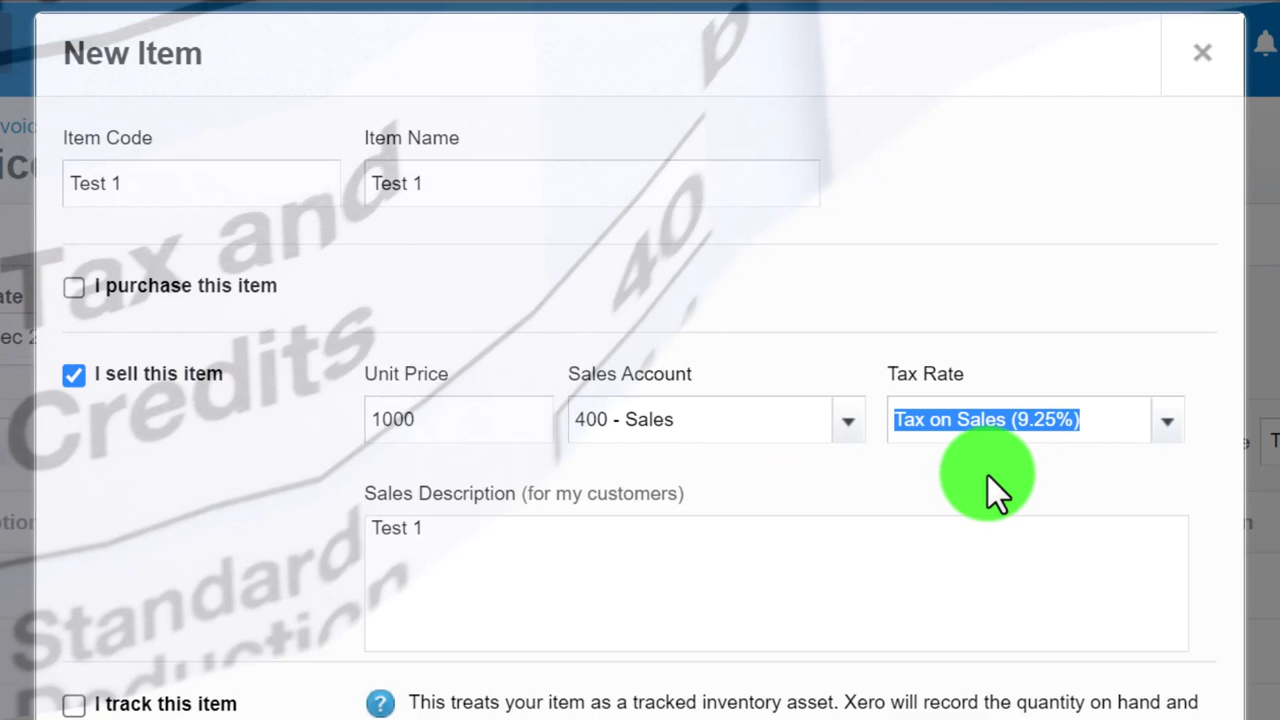 New Item
×
Item Code
Item Name
Test 1
Test 1
Tax and
Credits
40
I purchase this item
I sell this item
Unit Price
Sales Account
Tax Rate
1000
400 - Sales
Tax on Sales (9.25%)
Sales Description (for my customers)
Test 1
Standard
I track this item
? This treats your item as a tracked inventory asset. Xero will record the quantity on hand and